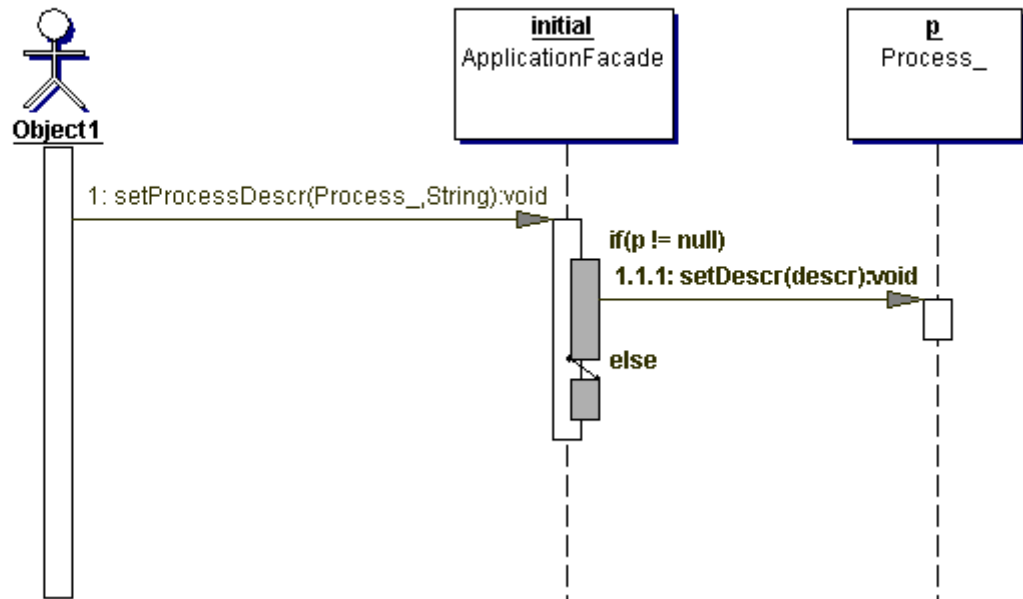 initial
ApplicationFacade
p
Process_
Object1
1: setProcessDescr(Process_,String):void
if(p != null)
1.1.1: setDescr(descr):void
else